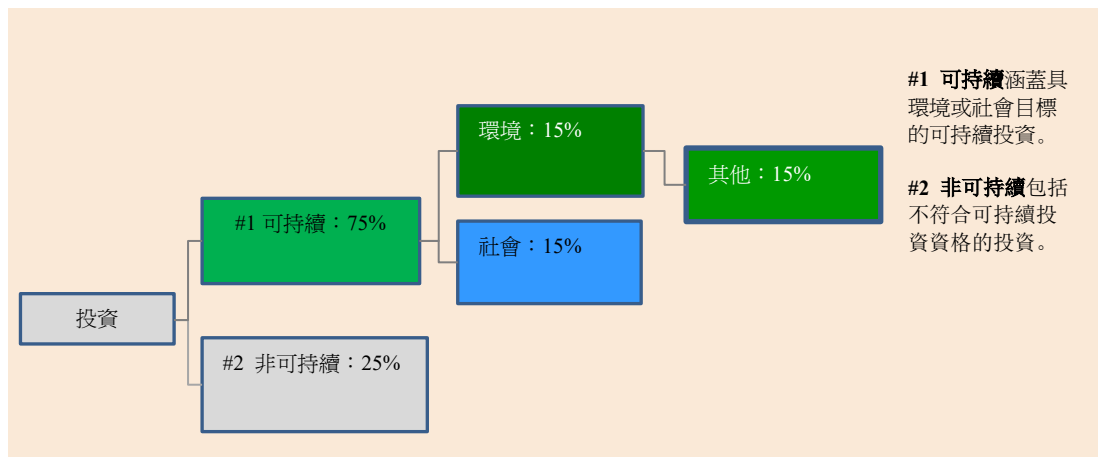 投資
#1 可持續：75%
#2 非可持續：25%
環境：15%
社會：15%
其他：15%
#1 可持續涵蓋具
環境或社會目標
的可持續投資。
#2 非可持續包括
不符合可持續投
資資格的投資。